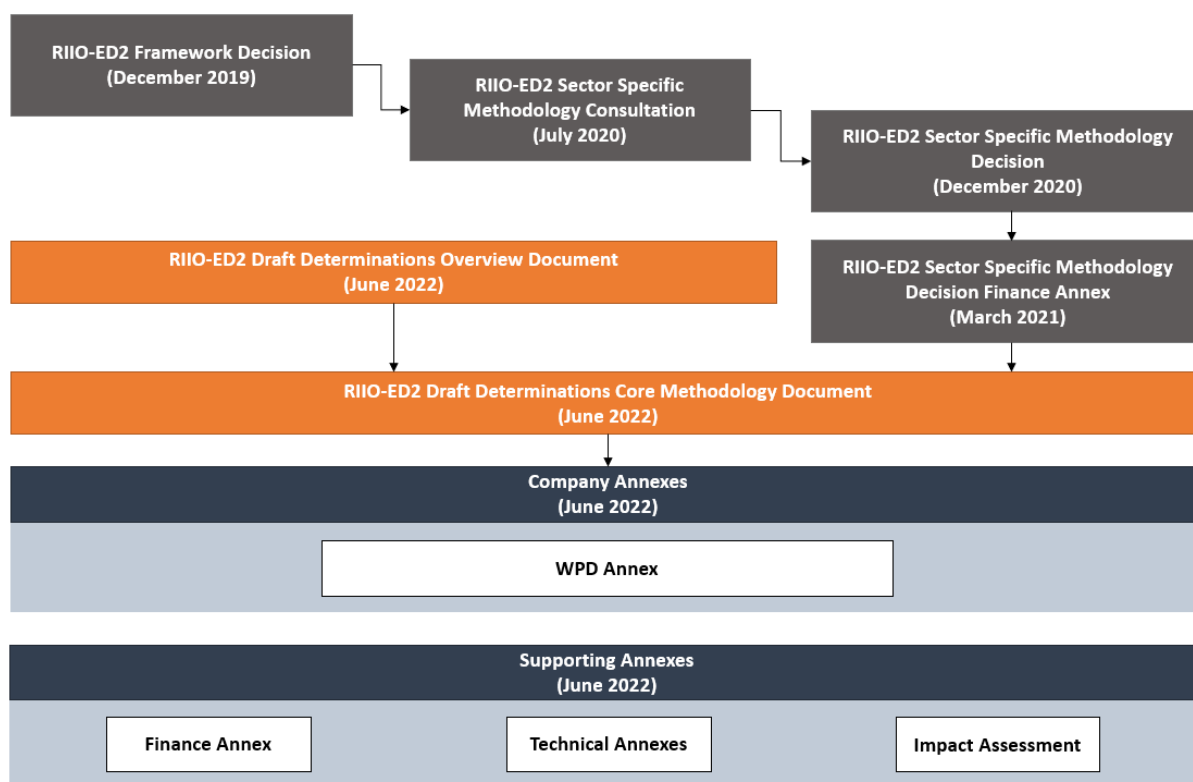 RIIO-ED2 Framework Decision
(December 2019)
RIIO-ED2 Sector Specific
Methodology Consultation
(July 2020)
RIIO-ED2 Sector Specific Methodology
Decision
(December 2020)
RIIO-ED2 Draft Determinations Overview Document
(June 2022)
RIIO-ED2 Sector Specific Methodology
Decision Finance Annex
(March 2021)
RIIO-ED2 Draft Determinations Core Methodology Document
(June 2022)
Company Annexes
(June 2022)
WPD Annex
Supporting Annexes
(June 2022)
Finance Annex
Technical Annexes
Impact Assessment